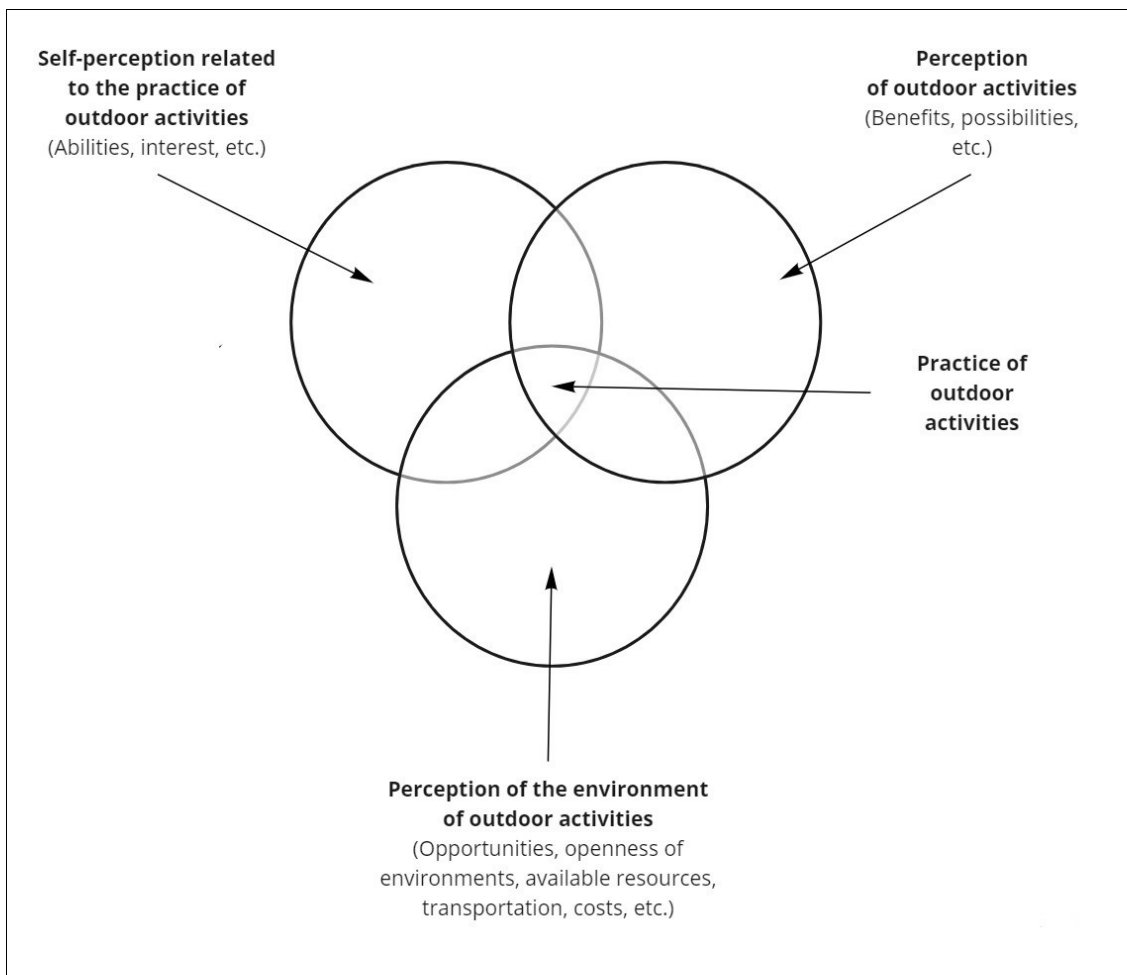 Self-perception related
to the practice of
outdoor activities
(Abilities, interest, etc.)
Perception
of outdoor activities
(Benefits, possibilities,
etc.)
Practice of
outdoor
activities
Perception of the environment
of outdoor activities
(Opportunities, openness of
environments, available resources,
transportation, costs, etc.)